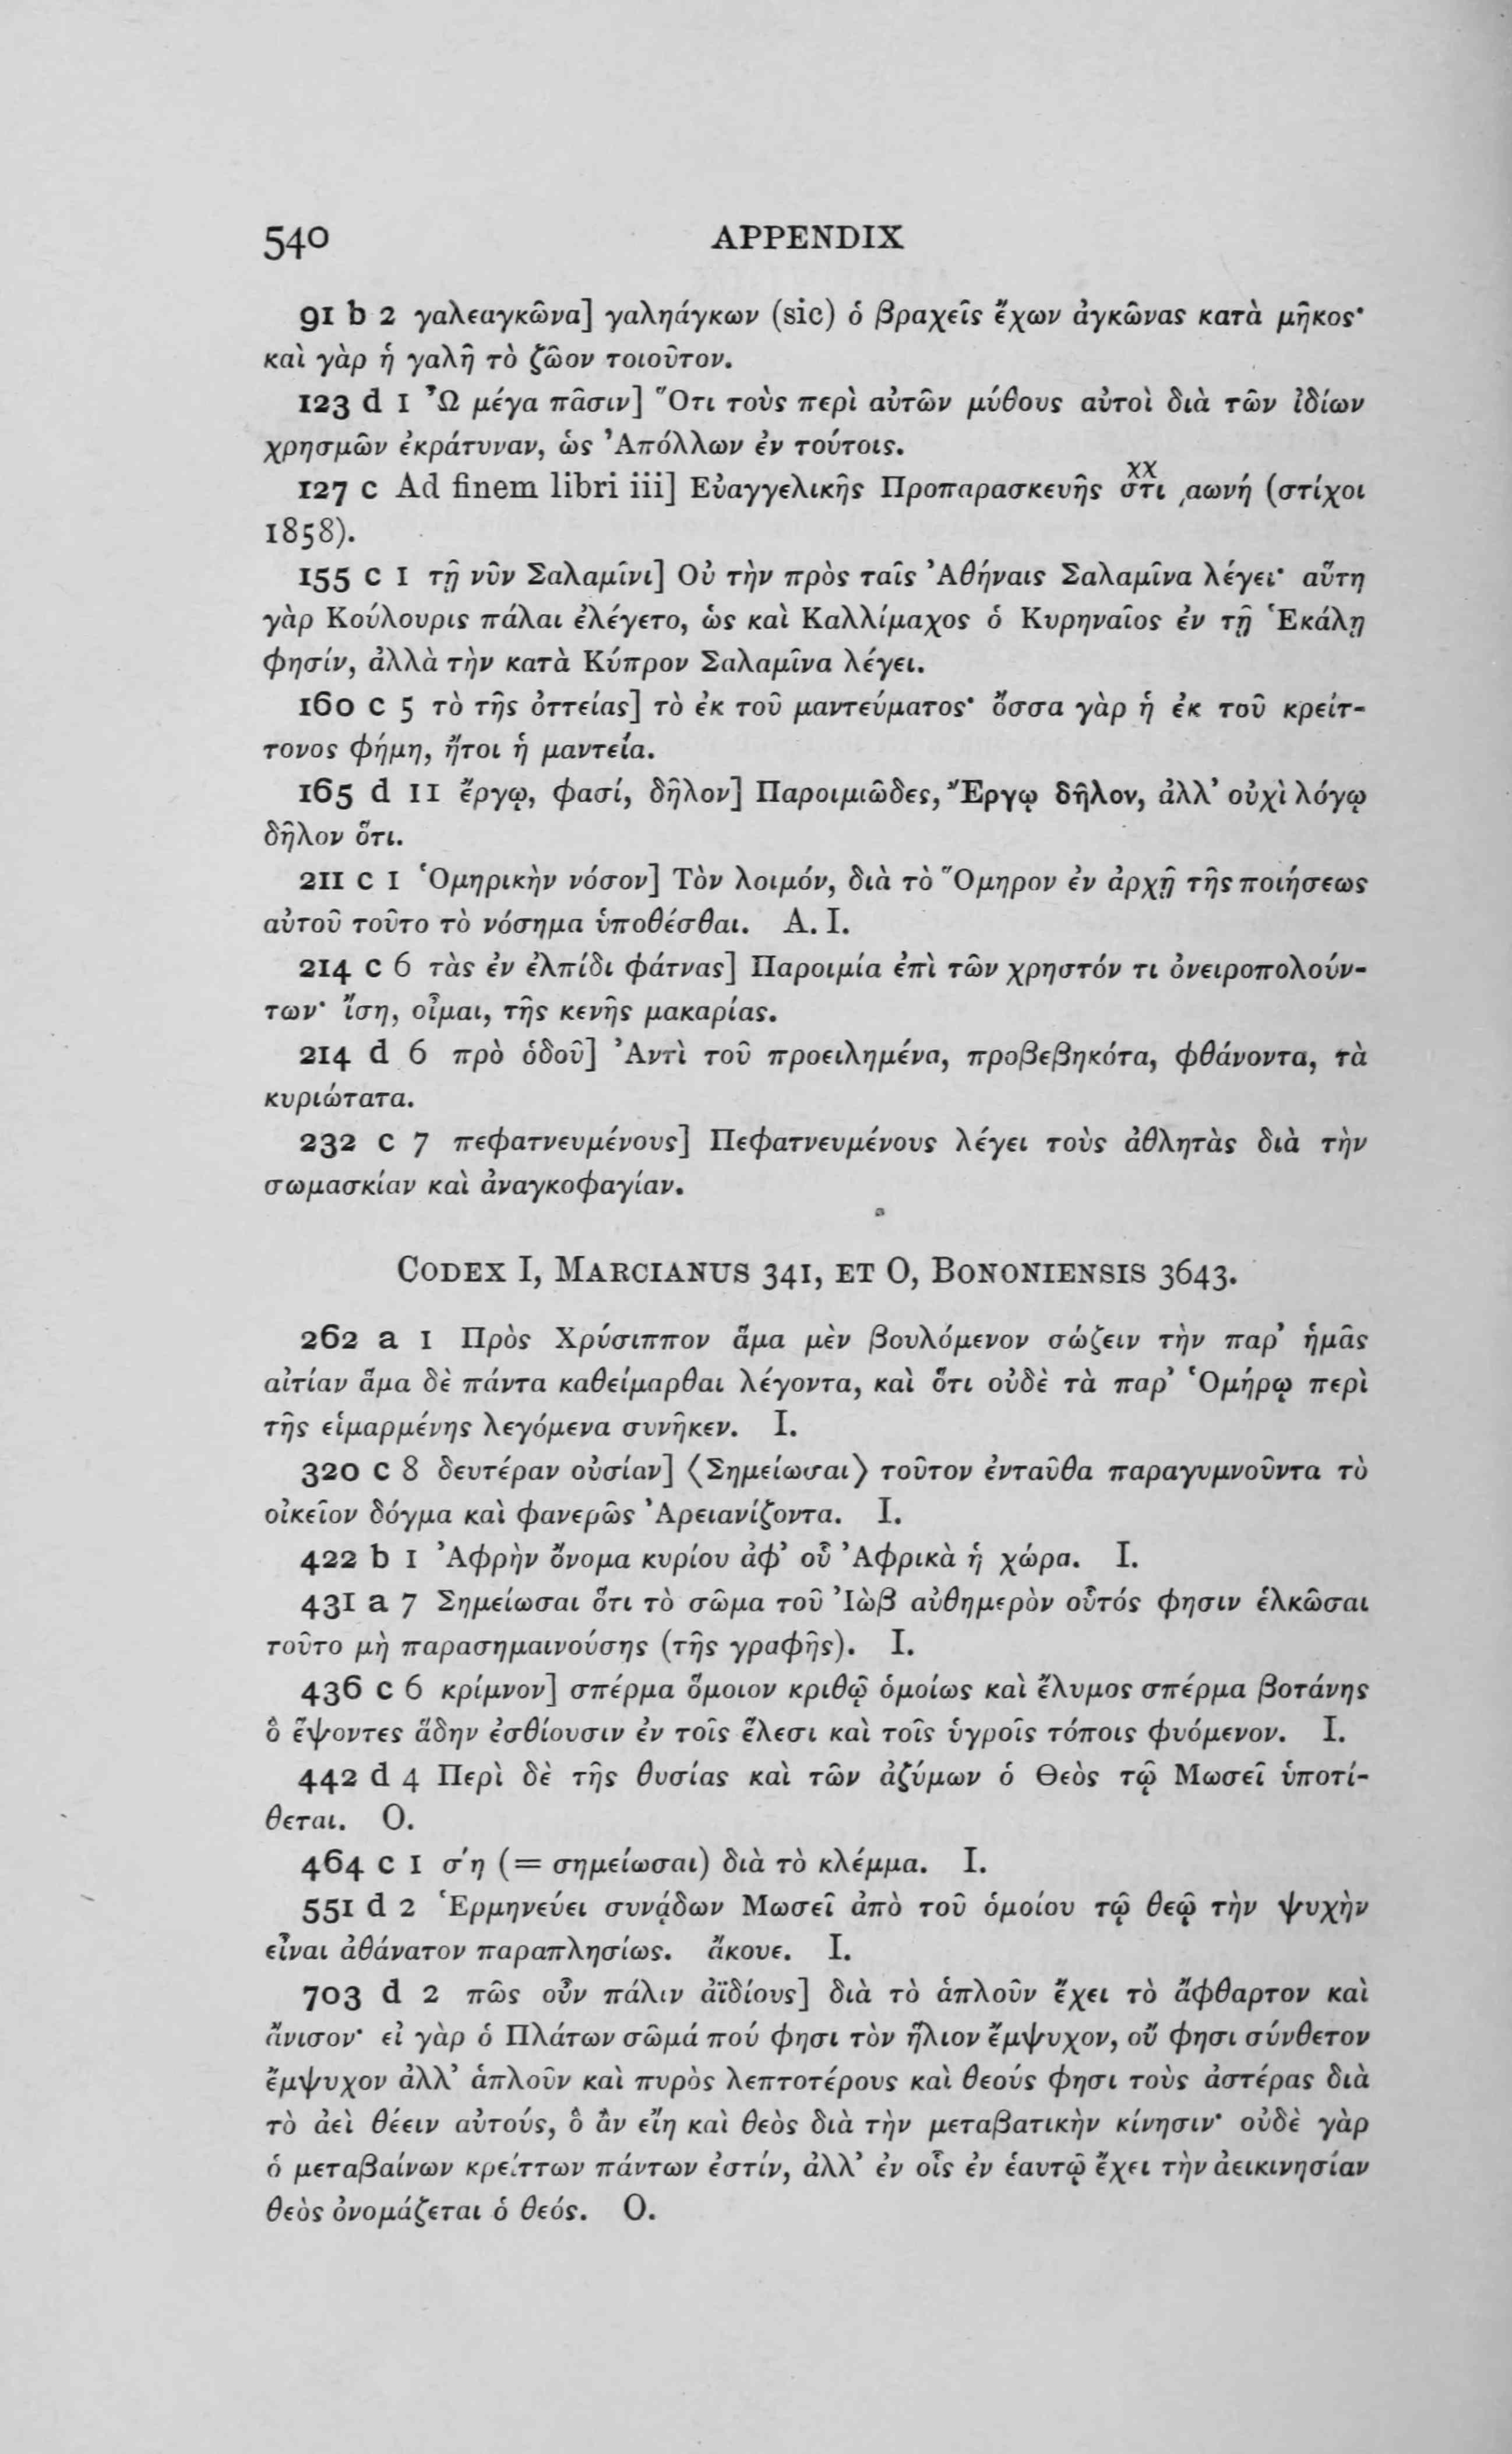 540 APPENDIX
91 b 2 γαλεαγκῶνα] γαληάγκων (sic) ὁ βραχεῖς ἔχων ἀγκῶνας κατὰ μῆκος·
καὶ γὰρ ἡ γαλῆ τὸ ζῶον τοιοῦτον.
123 d 1 Ὦ μέγα πᾶσιν] Ὅτι τοὺς περὶ αὐτῶν μύθους αὐτοὶ διὰ τῶν ἰδίων
χρησμῶν ἐκράτυναν, ὡς Ἀπόλλων ἐν τούτοις.
127 c Ad finem libri iii] Εὐαγγελικῆς Προπαρασκευῆς στι χχ ͵αωνή (στίχοι
1858).
155 c 1 τῇ νῦν Σαλαμῖνι] Οὐ τὴν πρὸς ταῖς Ἀθήναις Σαλαμῖνα λέγει· αὕτη
γὰρ Κούλουρις πάλαι ἐλέγετο, ὡς καὶ Καλλίμαχος ὁ Κυρηναῖος ἐν τῇ Ἑκάλῃ
φησίν, ἀλλὰ τὴν κατὰ Κύπρον Σαλαμῖνα λέγει.
160 c 5 τὸ τῆς ὀττείας] τὸ ἐκ τοῦ μαντεύματος· ὄσσα γὰρ ἡ ἐκ τοῦ κρείτ-
τονος φήμη, ἤτοι ἡ μαντεία.
165 d 11 ἔργῳ, φασί, δῆλον] Παροιμιῶδες, Ἔργῳ δῆλον, ἀλλ’ οὐχὶ λόγῳ
δῆλον ὅτι.
211 c 1 Ὁμηρικὴν νόσον] Τὸν λοιμόν, διὰ τὸ Ὅμηρον ἐν ἀρχῇ τῆς ποιήσεως
αὐτοῦ τοῦτο τὸ νόσημα ὑποθέσθαι. A. I.
214 c 6 τὰς ἐν ἐλπίδι φάτνας] Παροιμία ἐπὶ τῶν χρηστόν τι ὀνειροπολούν-
των· ἴση, οἶμαι, τῆς κενῆς μακαρίας.
214 d 6 πρὸ ὁδοῦ] Ἀντὶ τοῦ προειλημένα, προβεβηκότα, φθάνοντα, τὰ
κυριώτατα.
232 c 7 πεφατνευμένους] Πεφατνευμένους λέγει τοὺς ἀθλητὰς διὰ τὴν
σωμασκίαν καὶ ἀναγκοφαγίαν.
CODEX I, MARCIANUS 341, ET O, BONONIENSIS 3643.
262 a 1 Πρὸς Χρύσιππον ἅμα μὲν βουλόμενον σώζειν τὴν παρ’ ἡμᾶς
αἰτίαν ἅμα δὲ πάντα καθείμαρθαι λέγοντα, καὶ ὅτι οὐδὲ τὰ παρ’ Ὁμήρῳ περὶ
τῆς εἱμαρμένης λεγόμενα συνῆκεν. I.
320 c 8 δευτέραν οὐσίαν] ⟨Σημείωσαι⟩ τοῦτον ἐνταῦθα παραγυμνοῦντα τὸ
οἰκεῖον δόγμα καὶ φανερῶς Ἀρειανίζοντα. I.
422 b 1 Ἀφρὴν ὄνομα κυρίου ἀφ’ οὗ Ἀφρικὰ ἡ χώρα. I.
431 a 7 Σημείωσαι ὅτι τὸ σῶμα τοῦ Ἰὼβ αὐθημερὸν οὗτός φησιν ἑλκῶσαι
τοῦτο μὴ παρασημαινούσης (τῆς γραφῆς). I.
436 c 6 κρίμνον] σπέρμα ὅμοιον κριθῷ ὁμοίως καὶ ἔλυμος σπέρμα βοτάνης
ὃ ἕψοντες ἅδην ἐσθίουσιν ἐν τοῖς ἕλεσι καὶ τοῖς ὑγροῖς τόποις φυόμενον. I.
442 d 4 Περὶ δὲ τῆς θυσίας καὶ τῶν ἀζύμων ὁ Θεὸς τῷ Μωσεῖ ὑποτί-
θεται. O.
464 c 1 σ´η (= σημείωσαι) διὰ τὸ κλέμμα. I.
551 d 2 Ἑρμηνεύει συνᾴδων Μωσεῖ ἀπὸ τοῦ ὁμοίου τῷ θεῷ τὴν ψυχὴν
εἶναι ἀθάνατον παραπλησίως. ἄκουε. I.
703 d 2 πῶς οὖν πάλιν ἀϊδίους] διὰ τὸ ἁπλοῦν ἔχει τὸ ἄφθαρτον καὶ
ἄνισον· εἰ γὰρ ὁ Πλάτων σῶμά πού φησι τὸν ἥλιον ἔμψυχον, οὔ φησι σύνθετον
ἔμψυχον ἀλλ’ ἁπλοῦν καὶ πυρὸς λεπτοτέρους καὶ θεούς φησι τοὺς ἀστέρας διὰ
τὸ ἀεὶ θέειν αὐτούς, ὃ ἂν εἴη καὶ θεὸς διὰ τὴν μεταβατικὴν κίνησιν· οὐδὲ γὰρ
ὁ μεταβαίνων κρείττων πάντων ἐστίν, ἀλλ’ ἐν οἷς ἐν ἑαυτῷ ἔχει τὴν ἀεικινησίαν
θεὸς ὀνομάζεται ὁ θεός. O.